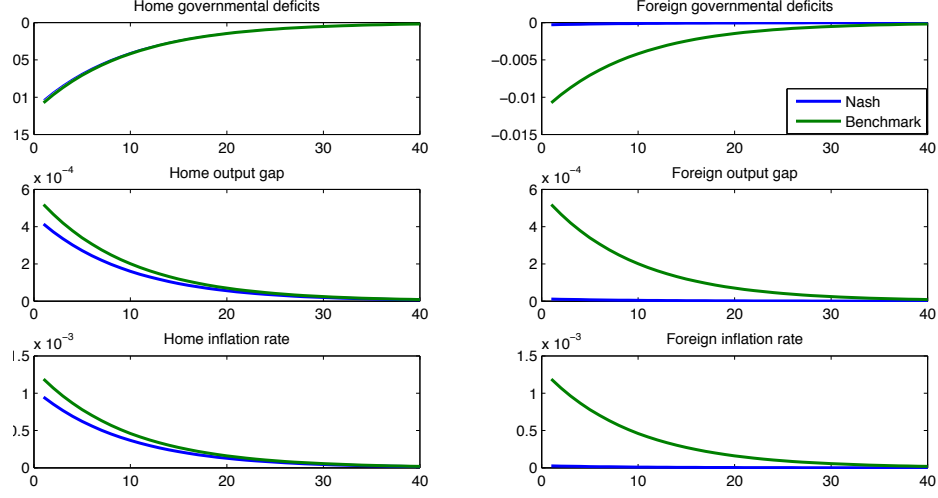 Home governmental deficits
0
05
01
15
0 10 20 30 40
Foreign governmental deficits
0
−0.005
−0.01
−0.015
0 10 20 30 40
Nash
Benchmark
x 10⁻⁴
Home output gap
6
4
2
0
0 10 20 30 40
x 10⁻⁴
Foreign output gap
6
4
2
0
0 10 20 30 40
x 10⁻³
Home inflation rate
1.5
1
).5
0
0 10 20 30 40
x 10⁻³
Foreign inflation rate
1.5
1
0.5
0
0 10 20 30 40